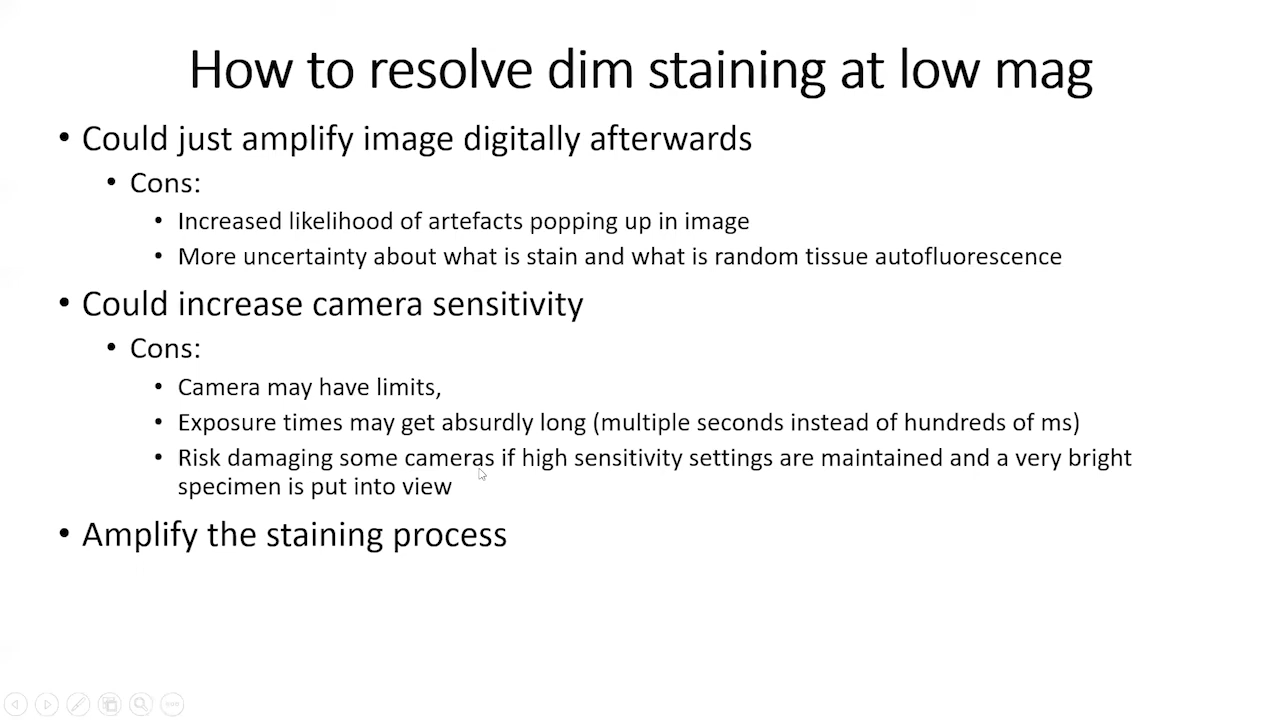 How to resolve dim staining at low mag
• Could just amplify image digitally afterwards
• Cons:
• Increased likelihood of artefacts popping up in image
• More uncertainty about what is stain and what is random tissue autofluorescence
• Could increase camera sensitivity
• Cons:
• Camera may have limits,
• Exposure times may get absurdly long (multiple seconds instead of hundreds of ms)
• Risk damaging some cameras if high sensitivity settings are maintained and a very bright
specimen is put into view
• Amplify the staining process